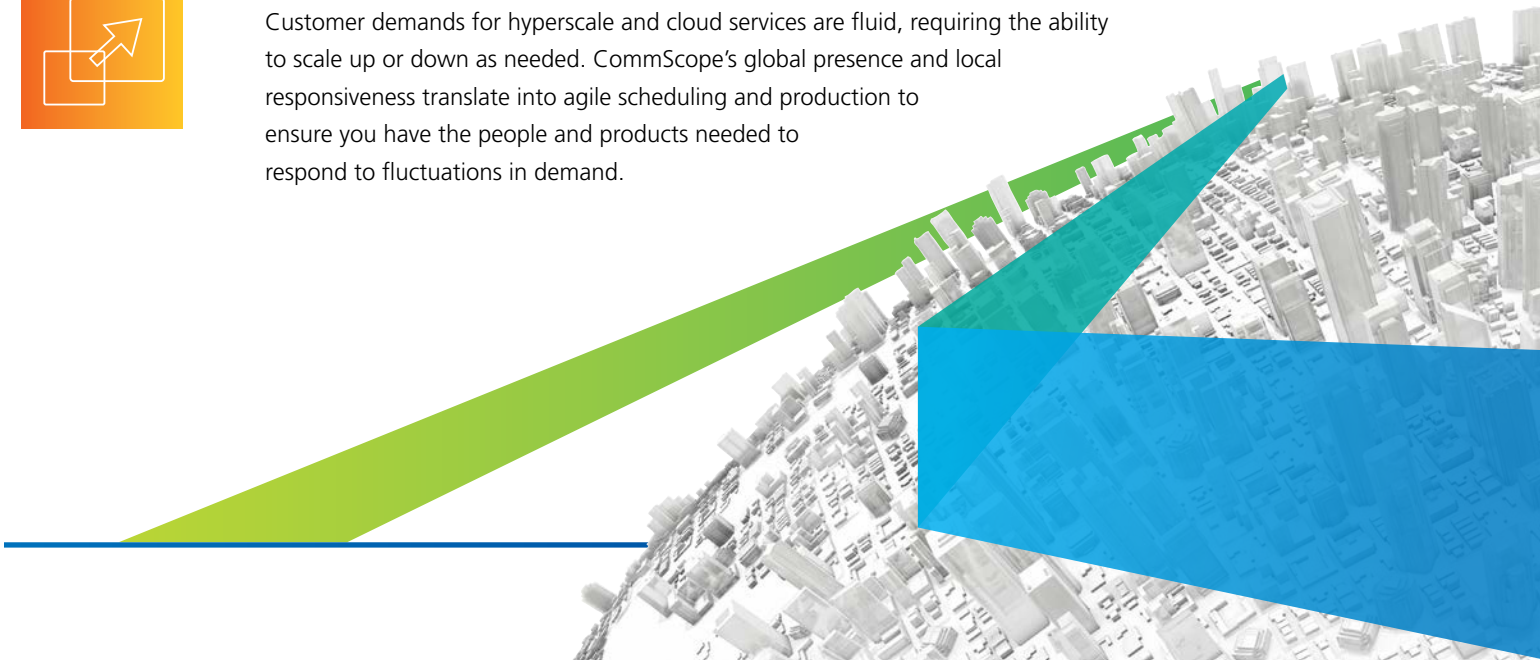 Customer demands for hyperscale and cloud services are fluid, requiring the ability
to scale up or down as needed. CommScope’s global presence and local
responsiveness translate into agile scheduling and production to
ensure you have the people and products needed to
respond to fluctuations in demand.